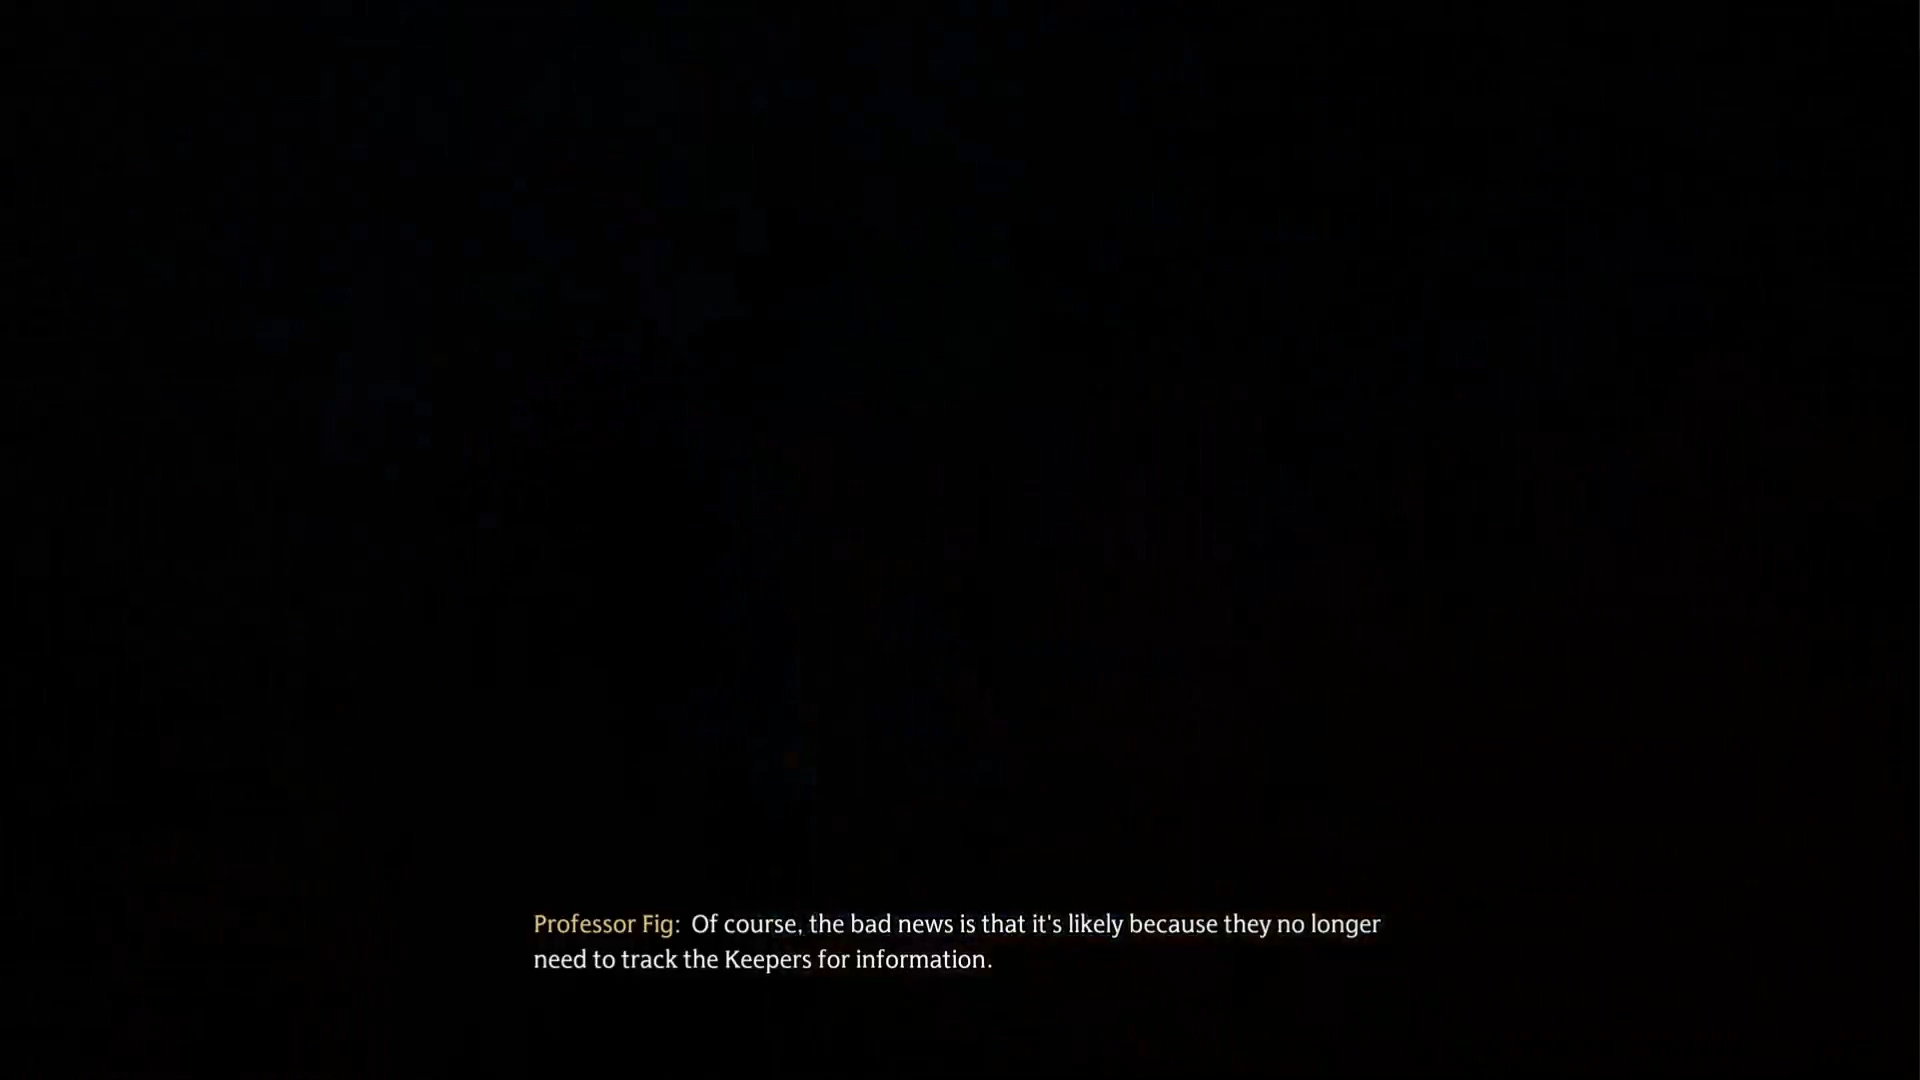 Professor Fig: Of course, the bad news is that it's likely because they no longer
need to track the Keepers for information.